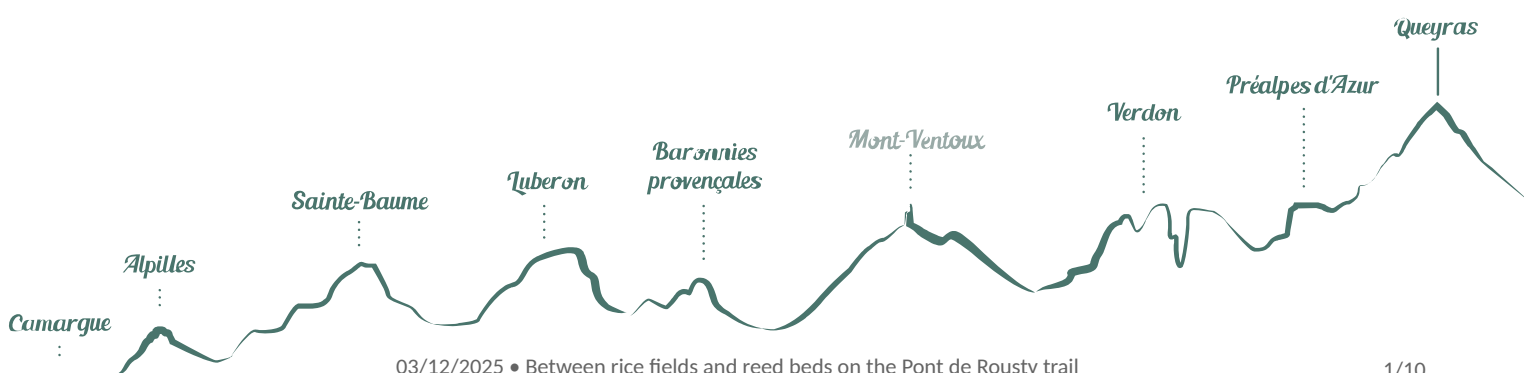 Queyras
Préalpes d'Azur
Verdon
Mont-Ventoux
Baronnies
provençales
Luberon
Sainte-Baume
Alpilles
Camargue
03/12/2025 • Between rice fields and reed beds on the Pont de Rousty trail
1/10